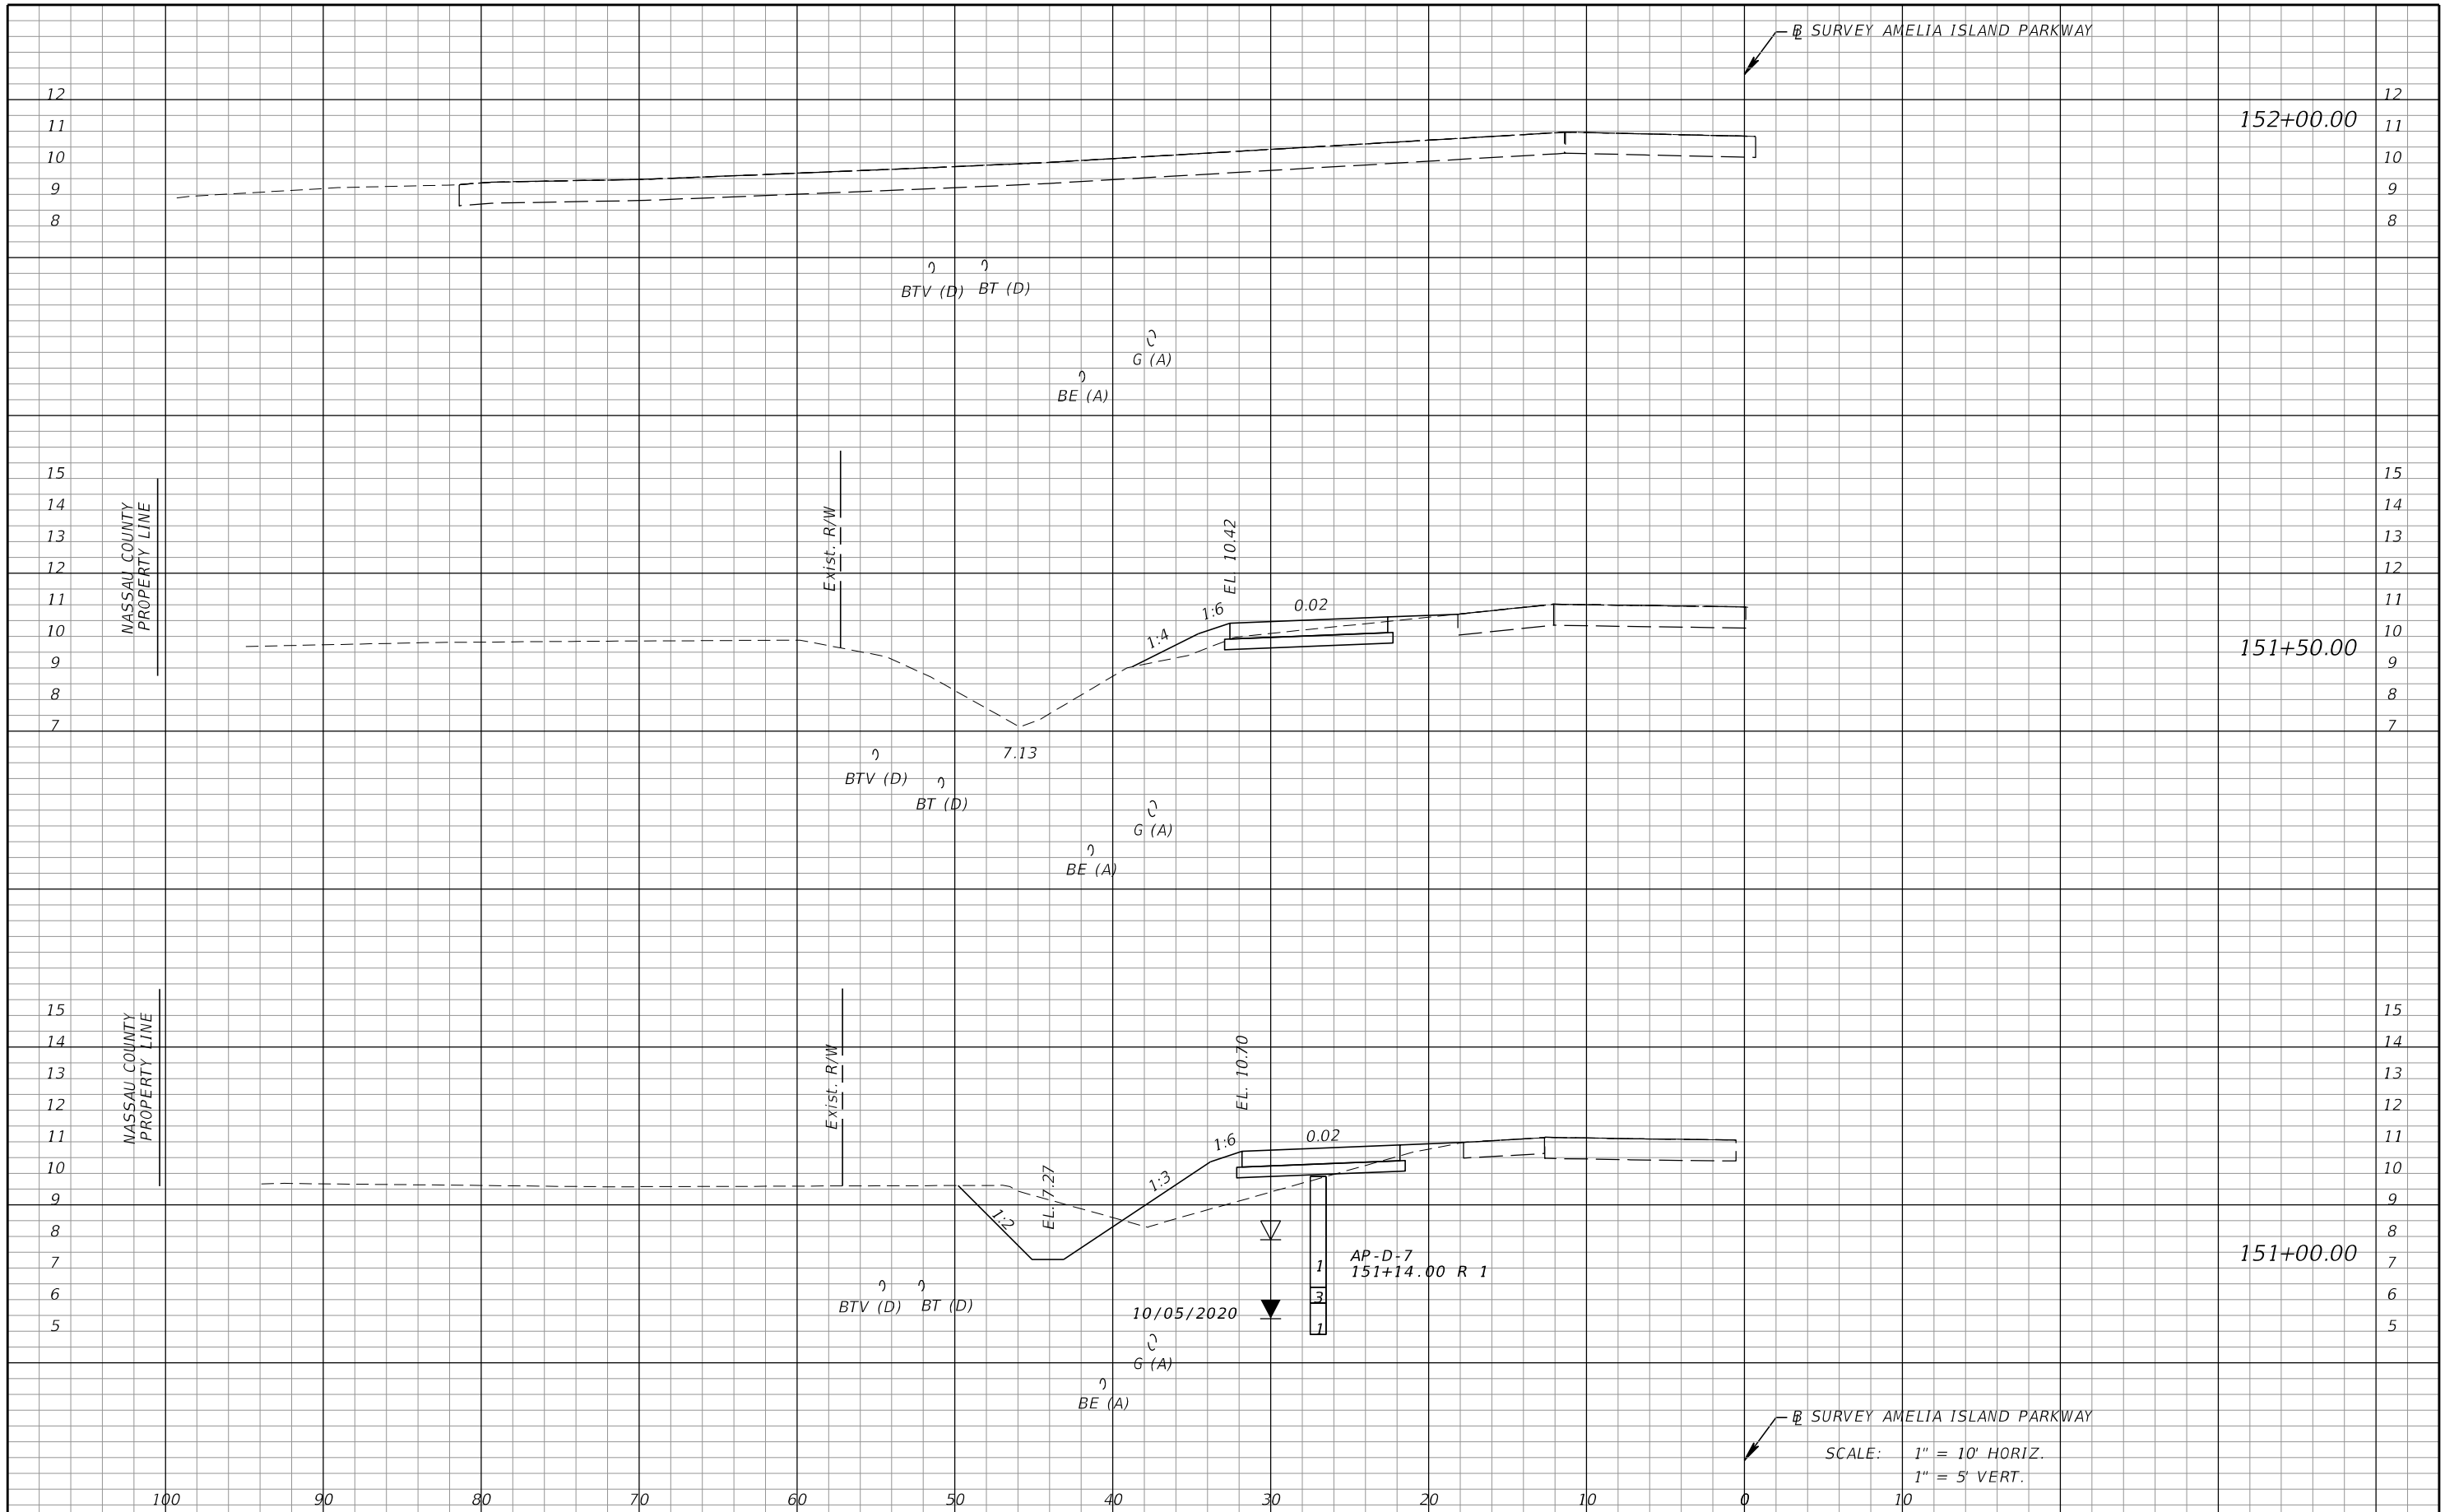 B SURVEY AMELIA ISLAND PARKWAY
12 12
152+00.00
11 11
10 10
9 9
8 8
BTV (D) BT (D)
G (A)
BE (A)
15 15
14 14
13 13
12 12
11 11
10 10
9 9
8 8
7 7
NASSAU COUNTY
PROPERTY LINE
Exist. R/W
EL 10.42
1:4
1:6
0.02
151+50.00
7.13
BTV (D)
BT (D)
G (A)
BE (A)
15 15
14 14
13 13
12 12
11 11
10 10
9 9
8 8
7 7
6 6
5 5
NASSAU COUNTY
PROPERTY LINE
Exist. R/W
EL. 10.70
EL. 7.27
1:2
1:3
1:6
0.02
151+00.00
AP-D-7
151+14.00 R 1
1
3
1
10/05/2020
BTV (D) BT (D)
G (A)
BE (A)
B SURVEY AMELIA ISLAND PARKWAY
SCALE: 1" = 10' HORIZ.
1" = 5' VERT.
100 90 80 70 60 50 40 30 20 10 0 10